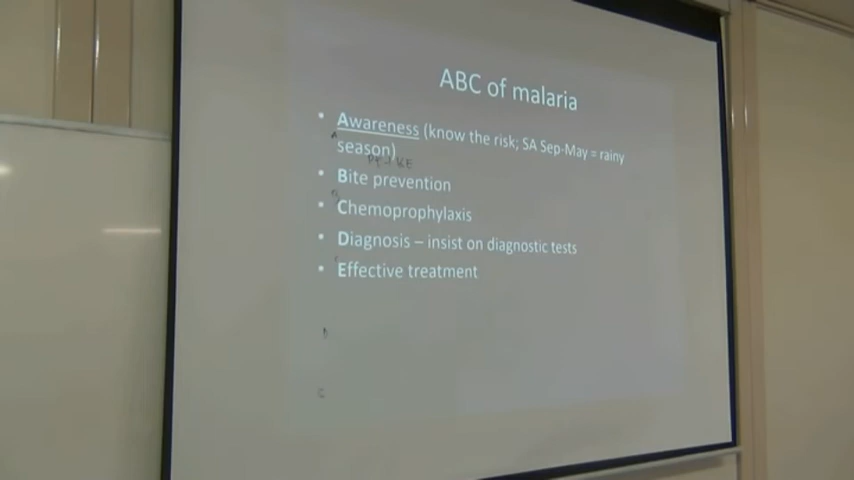 ABC of malaria
• Awareness (know the risk; SA Sep-May = rainy
season)
• Bite prevention
• Chemoprophylaxis
• Diagnosis – insist on diagnostic tests
• Effective treatment